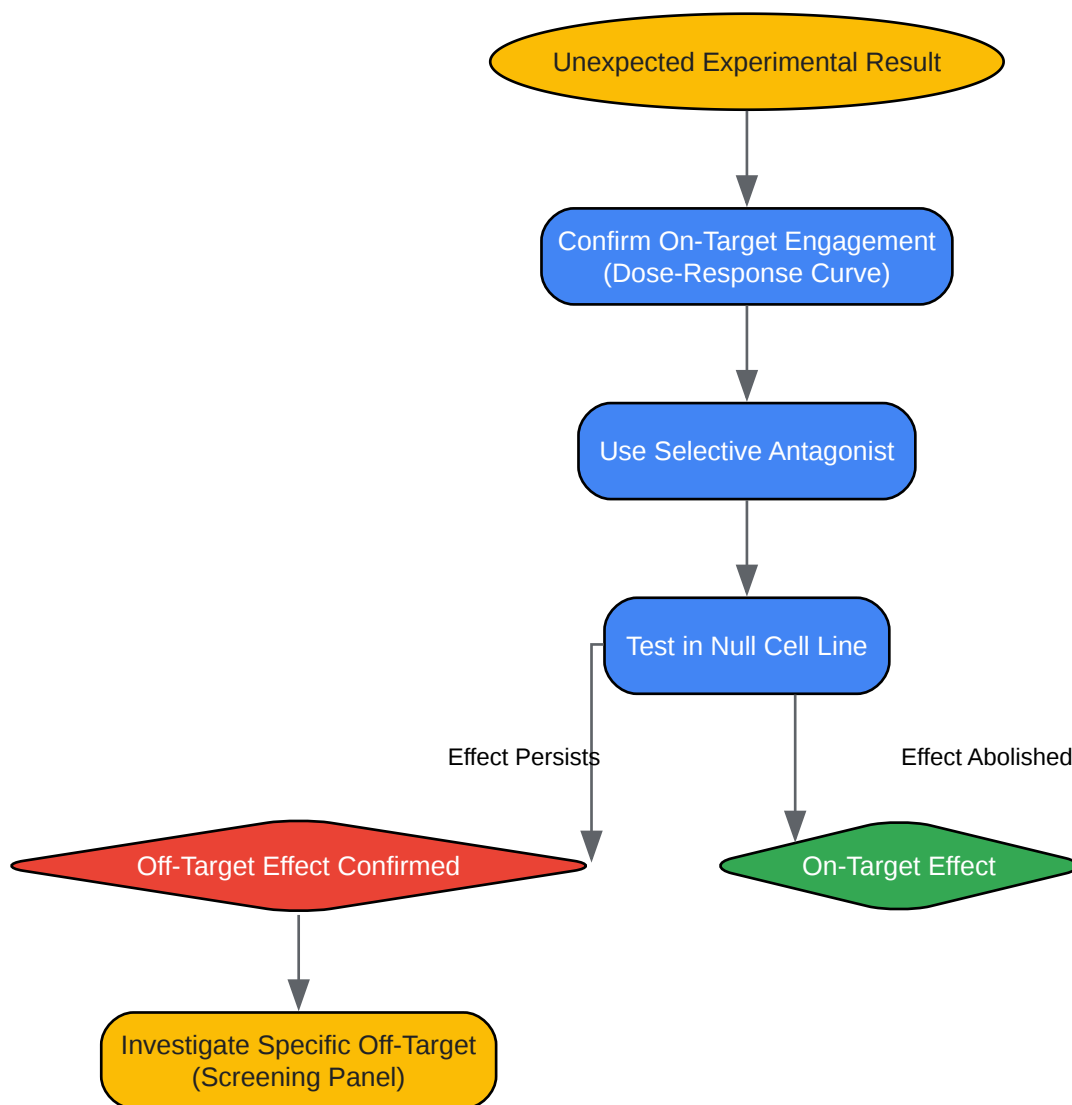 Unexpected Experimental Result
Confirm On-Target Engagement
(Dose-Response Curve)
Use Selective Antagonist
Test in Null Cell Line
Effect Persists
Effect Abolished
Off-Target Effect Confirmed
On-Target Effect
Investigate Specific Off-Target
(Screening Panel)